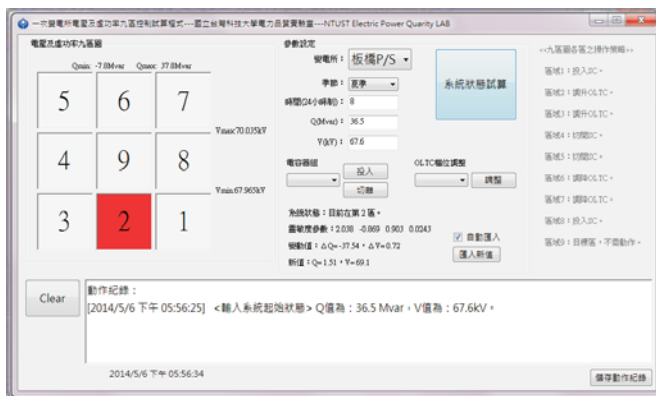 一次變電所電壓及虛功率九區控制試算程式---國立台灣科技大學電力品質實驗室---NTUST Electric Power Quarity LAB
電壓及虛功率九區圖
Qmin: -7.0Mvar Qmax: 37.0Mvar
5 6 7
Vmax:70.035kV
4 9 8
Vmin:67.965kV
3 2 1
參數設定
變電所： 板橋P/S
季節： 夏季
時間(24小時制)： 8
Q(Mvar)： 36.5
V(kV)： 67.6
系統狀態試算
電容器組
投入
切離
OLTC檔位調整
調整
系統狀態：目前在第 2 區。
靈敏度參數：2.038 -0.869 0.903 0.0243
變動值：△Q=-37.54，△V=0.72
新值：Q=1.51，V=69.1
自動匯入
匯入新值
<<九區圖各區之操作策略>>
區域1：投入SC。
區域2：調升OLTC。
區域3：調升OLTC。
區域4：切離SC。
區域5：切離SC。
區域6：調降OLTC。
區域7：調降OLTC。
區域8：投入SC。
區域9：目標區，不需動作。
Clear
動作紀錄：
[2014/5/6 下午 05:56:25] <輸入系統起始狀態> Q值為：36.5 Mvar，V值為：67.6kV。
2014/5/6 下午 05:56:34
儲存動作紀錄